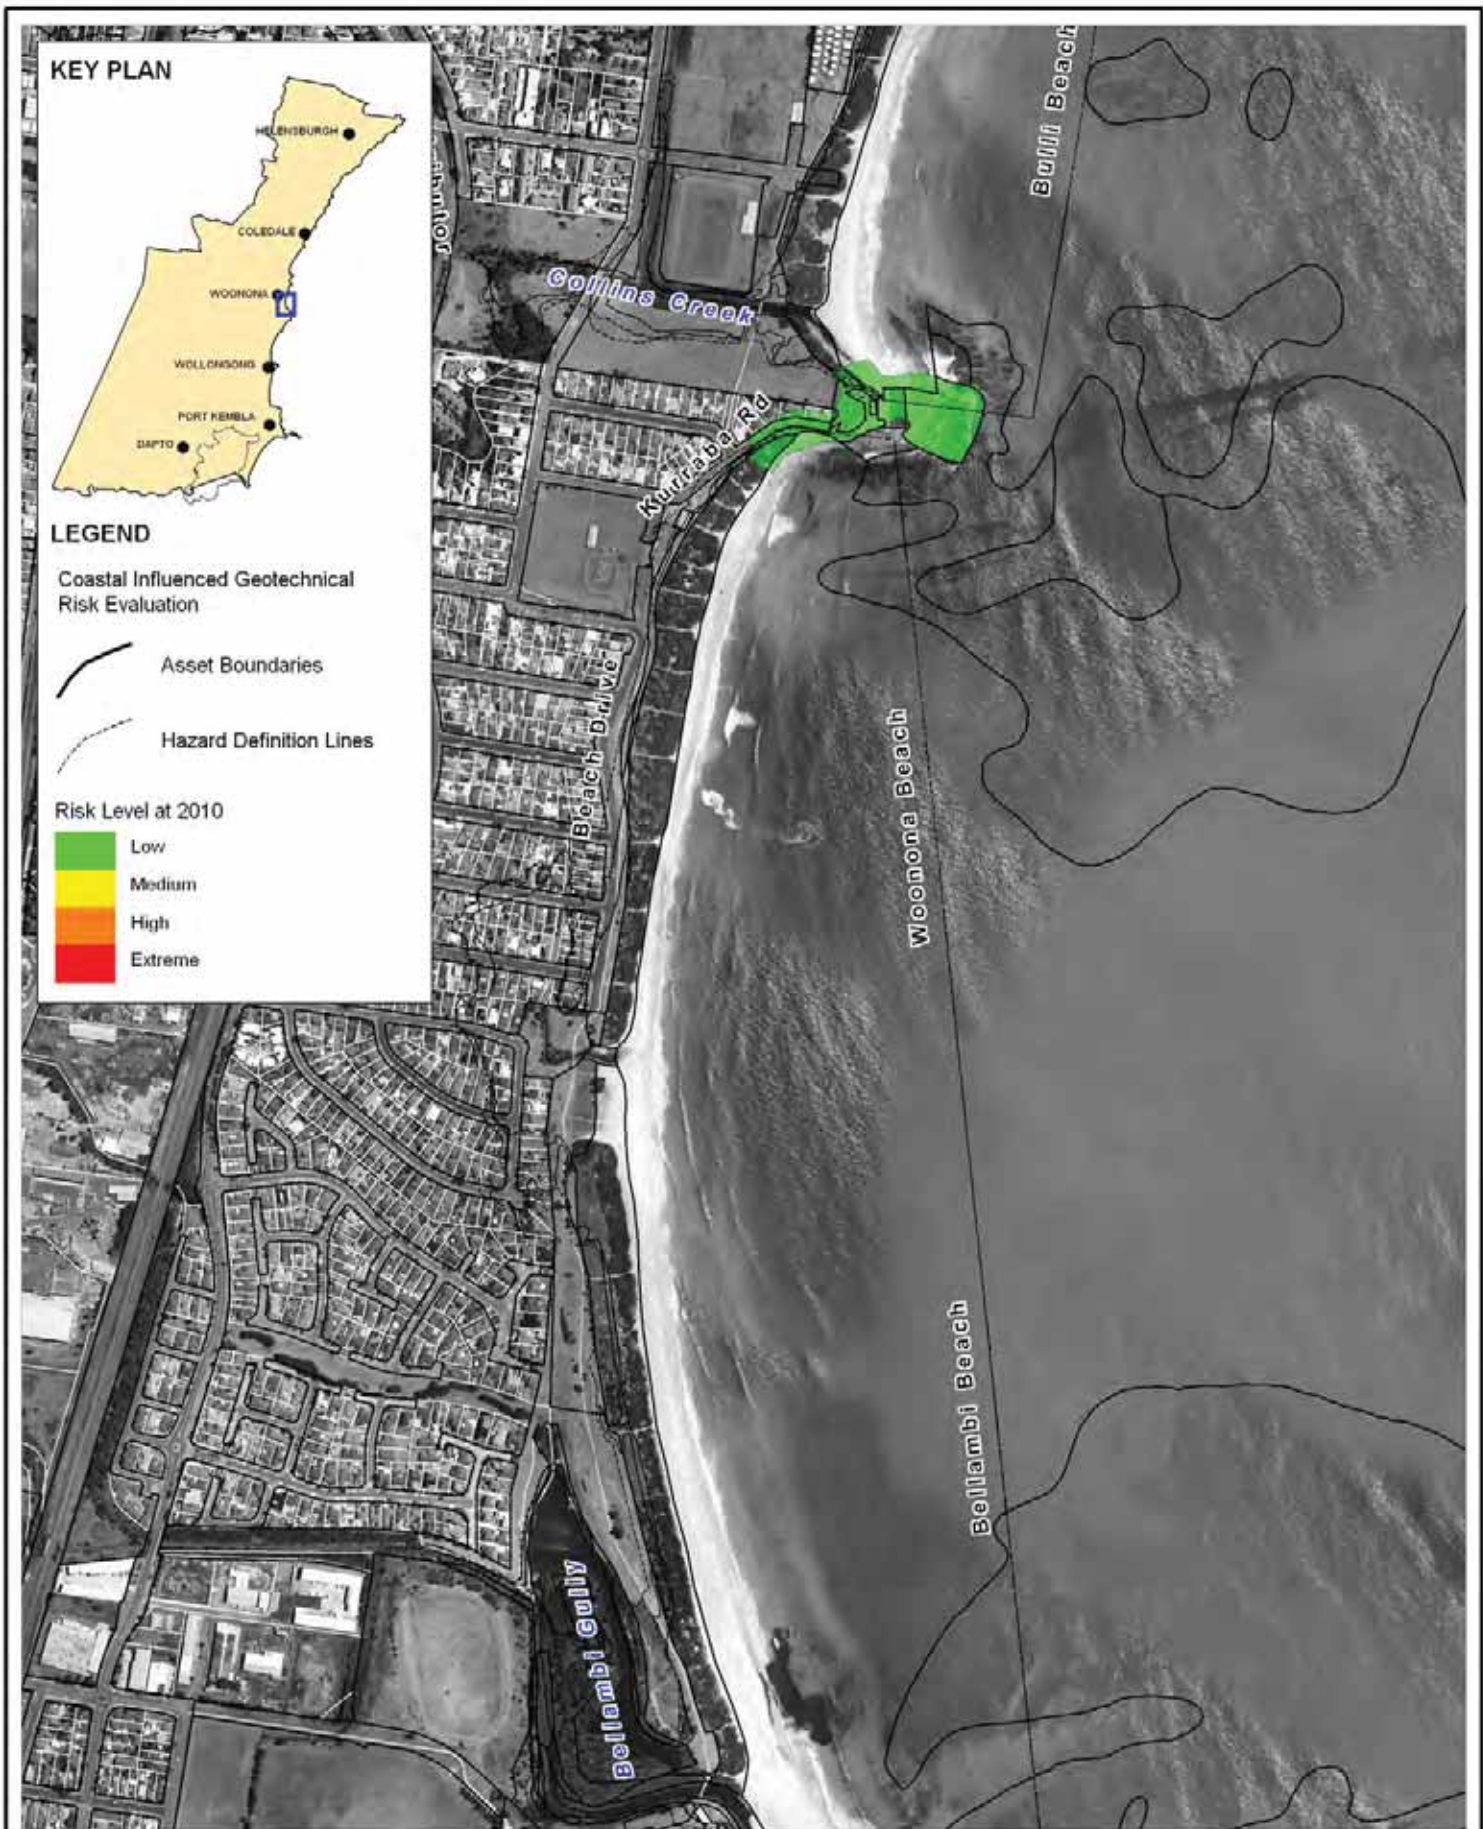 KEY PLAN
HELENSBURGH
COLEDALE
WOONONA
WOLLONGONG
PORT KEMBLA
DAPTO
LEGEND
Coastal Influenced Geotechnical
Risk Evaluation
Asset Boundaries
Hazard Definition Lines
Risk Level at 2010
Low
Medium
High
Extreme
Bulli Beach
Collins Creek
Kurraba Rd
Beach Drive
Woonona Beach
Bellambi Beach
Bellambi Gully